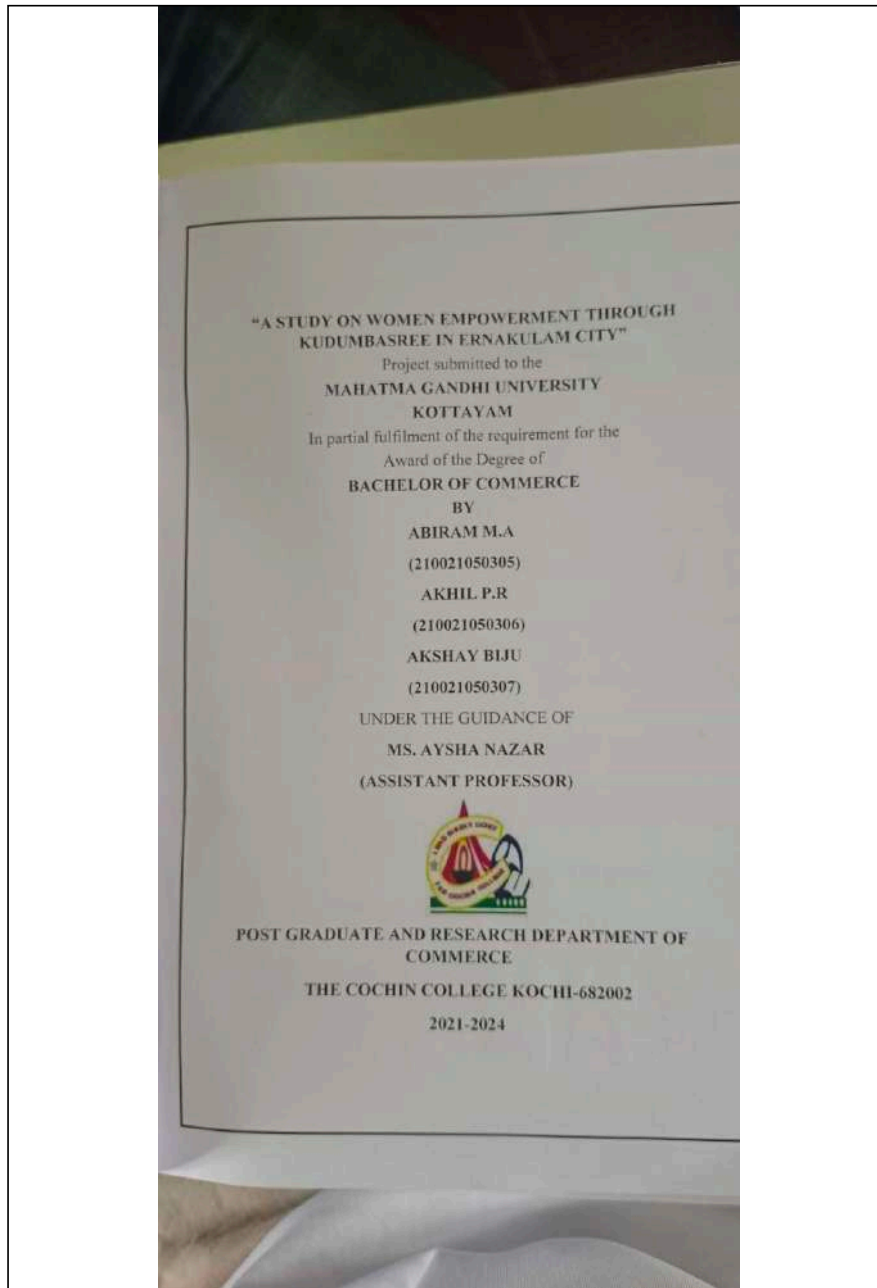 "A STUDY ON WOMEN EMPOWERMENT THROUGH
KUDUMBASREE IN ERNAKULAM CITY"
Project submitted to the
MAHATMA GANDHI UNIVERSITY
KOTTAYAM
In partial fulfilment of the requirement for the
Award of the Degree of
BACHELOR OF COMMERCE
BY
ABIRAM M.A
(210021050305)
AKHIL P.R
(210021050306)
AKSHAY BIJU
(210021050307)
UNDER THE GUIDANCE OF
MS. AYSHA NAZAR
(ASSISTANT PROFESSOR)
POST GRADUATE AND RESEARCH DEPARTMENT OF
COMMERCE
THE COCHIN COLLEGE KOCHI-682002
2021-2024